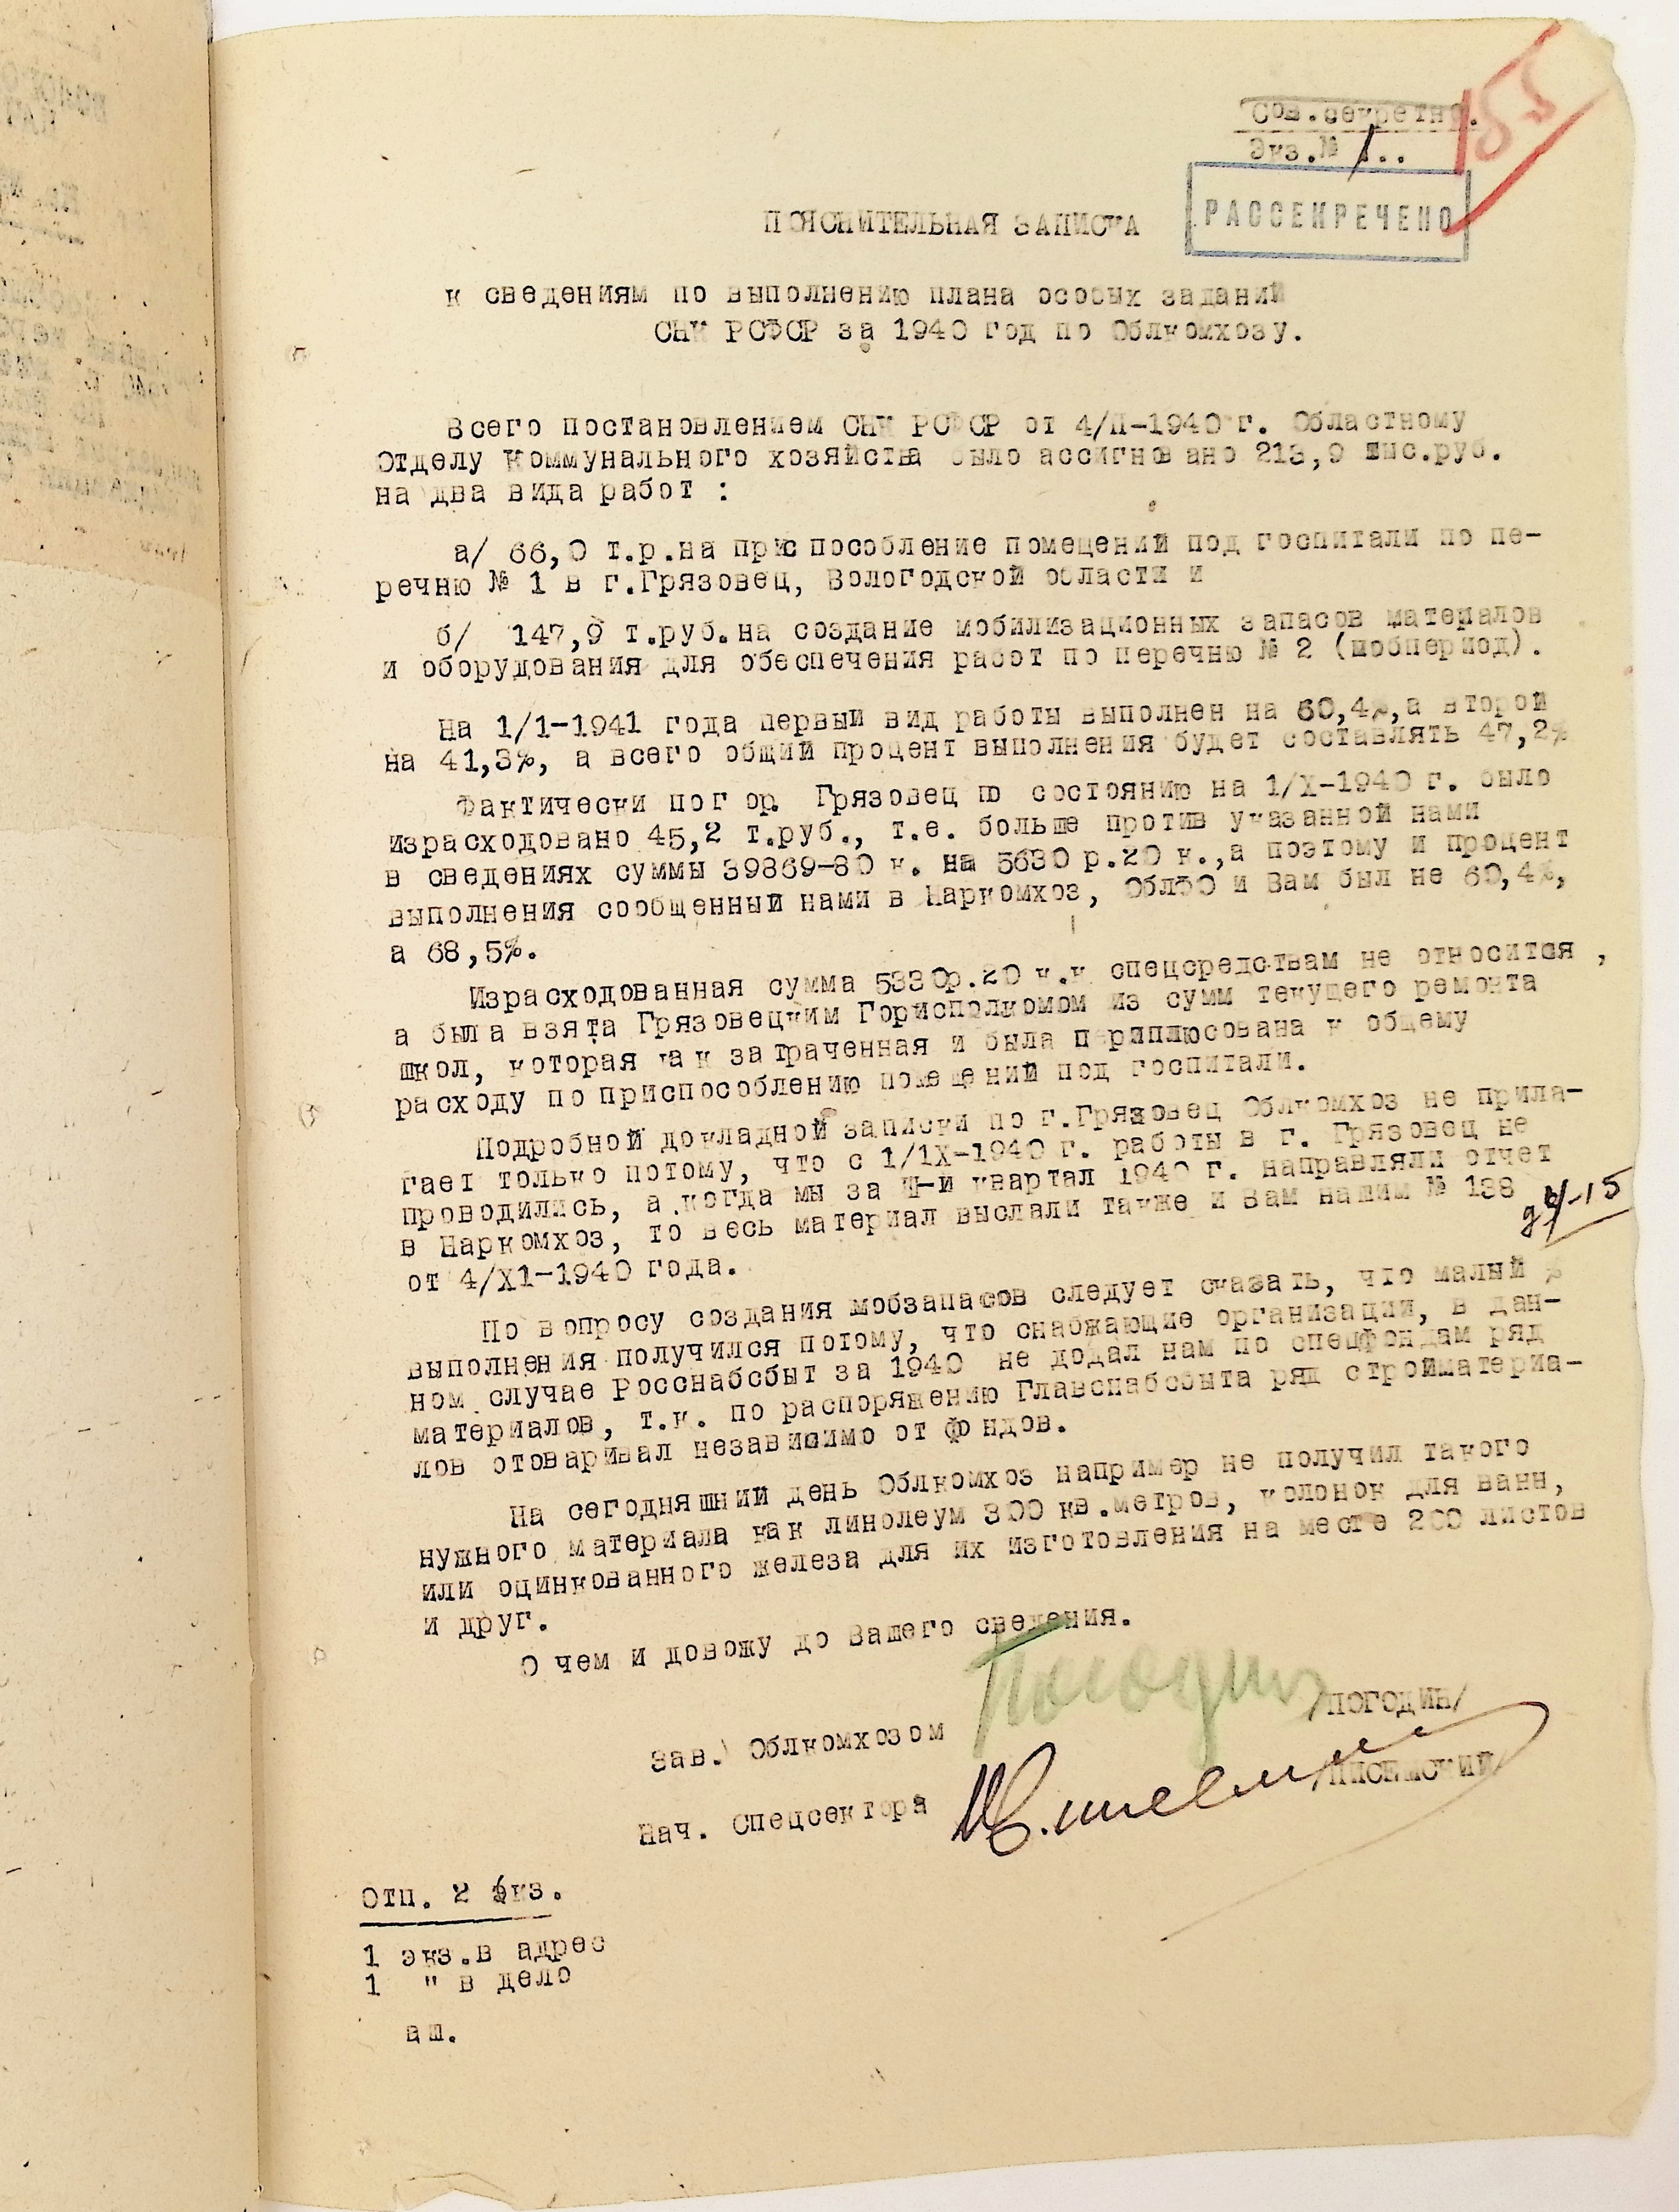 Сов.секретно.
Экз.№ 1..
155
РАССЕКРЕЧЕНО
ПОЯСНИТЕЛЬНАЯ ЗАПИСКА
к сведениям по выполнению плана особых заданий
СНК РСФСР за 1940 год по Облкомхозу.
Всего постановлением СНК РСФСР от 4/II-1940 г. Областному
Отделу коммунального хозяйства было ассигновано 213,9 тыс.руб.
на два вида работ :
а/ 66,0 т.р.на приспособление помещений под госпитали по пе-
речню № 1 в г.Грязовец, Вологодской области и
б/ 147,9 т.руб.на создание мобилизационных запасов материалов
и оборудования для обеспечения работ по перечню № 2 (мобпериод).
На 1/1-1941 года первый вид работы выполнен на 60,4%,а второй
на 41,3%, а всего общий процент выполнения будет составлять 47,2%
Фактически по гор. Грязовец по состоянию на 1/X-1940 г. было
израсходовано 45,2 т.руб., т.е. больше против указанной нами
в сведениях суммы 39869-80 к. на 5630 р.20 к.,а поэтому и процент
выполнения сообщенный нами в Наркомхоз, ОблФО и Вам был не 60,4%,
а 68,5%.
Израсходованная сумма 5330р.20 к.к спецсредствам не относится ,
а была взята Грязовецким Горисполкомом из сумм текущего ремонта
школ, которая как затраченная и была периплюсована к общему
расходу по приспособлению помещений под госпитали.
Подробной докладной записки по г.Грязовец Облкомхоз не прила-
гает только потому, что с 1/1X-1940 г. работы в г. Грязовец не
проводились, а когда мы за Ш-й квартал 1940 г. направляли отчет
в Наркомхоз, то весь материал выслали также и Вам нашим № 138
от 4/X1-1940 года.
По вопросу создания мобзапасов следует сказать, что малый %
выполнения получился потому, что снабжающие организации, в дан-
ном случае Росснабсбыт за 1940 не додал нам по спецфондам ряд
материалов, т.к. по распоряжению Главснабсбыта ряд стройматериа-
лов отоваривал независимо от фондов.
На сегодняшний день Облкомхоз например не получил такого
нужного материала как линолеум 300 кв.метров, колонок для ванн,
или оцинкованного железа для их изготовления на месте 200 листов
и друг.
О чем и довожу до Вашего сведения.
Зав. Облкомхозом Погодин /ПОГОДИН/
Нач. Спецсектора /ПИСЕМСКИЙ/
Отп. 2 экз.
1 экз.в адрес
1 " в дело
аш.